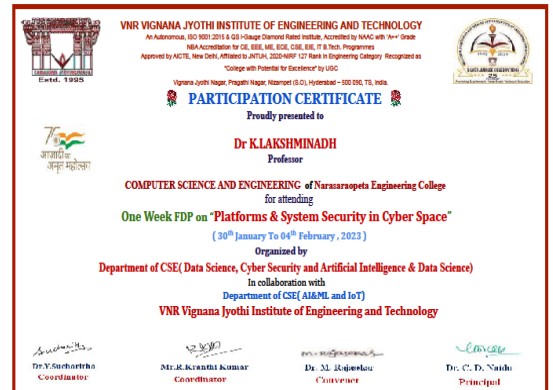 VNR VIGNANA JYOTHI INSTITUTE OF ENGINEERING AND TECHNOLOGY
An Autonomous, ISO 9001:2015 & QS I-Gauge Diamond Rated Institute, Accredited by NAAC with 'A++' Grade
NBA Accreditation for CE, EEE, ME, ECE, CSE, EIE, IT B.Tech. Programmes
Approved by AICTE, New Delhi, Affiliated to JNTUH, 2020-NIRF 127 Rank in Engineering Category Recognized as
"College with Potential for Excellence" by UGC
Vignana Jyothi Nagar, Pragathi Nagar, Nizampet (S.O), Hyderabad – 500 090, TS, India.
Estd. 1995
25
PARTICIPATION CERTIFICATE
Proudly presented to
75
आज़ादी का
अमृत महोत्सव
Dr K.LAKSHMINADH
Professor
COMPUTER SCIENCE AND ENGINEERING of Narasaraopeta Engineering College
for attending
One Week FDP on "Platforms & System Security in Cyber Space"
( 30th January To 04th February , 2023 )
Organized by
Department of CSE( Data Science, Cyber Security and Artificial Intelligence & Data Science)
In collaboration with
Department of CSE( AI&ML and IoT)
VNR Vignana Jyothi Institute of Engineering and Technology
Dr.Y.Sucharitha Mr.R.Kranthi Kumar Dr. M. Rajasekar Dr. C. D. Naidu
Coordinator Coordinator Convener Principal